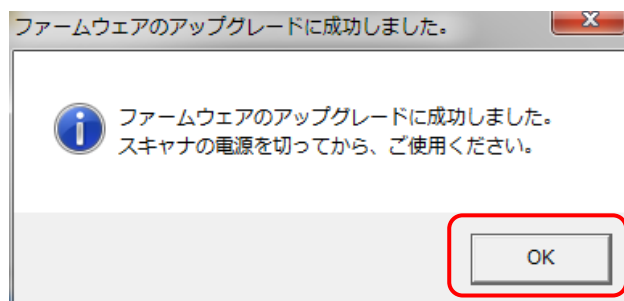 ファームウェアのアップグレードに成功しました。
X
ファームウェアのアップグレードに成功しました。
スキャナの電源を切ってから、ご使用ください。
OK